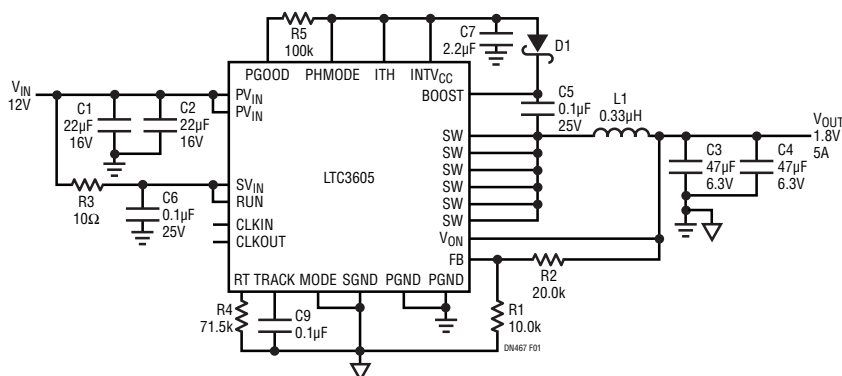 R5
100k
C7
2.2µF
D1
PGOOD PHMODE ITH INTVCC
VIN
12V
C1
22µF
16V
C2
22µF
16V
PVIN
PVIN
BOOST
C5
0.1µF
25V
L1
0.33µH
VOUT
1.8V
5A
SW
SW
SW
SW
SW
SW
LTC3605
C3
47µF
6.3V
C4
47µF
6.3V
SVIN
RUN
R3
10Ω
C6
0.1µF
25V
CLKIN
CLKOUT
VON
FB
R2
20.0k
RT TRACK MODE SGND PGND PGND
R4
71.5k
C9
0.1µF
R1
10.0k
DN467 F01